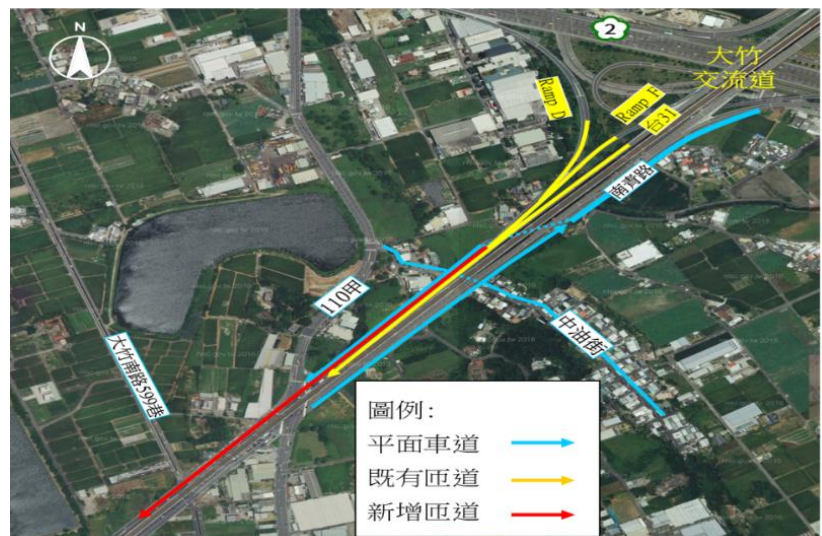 N
2
大竹
交流道
Ramp D
Ramp F
台31
南青路
110甲
中油街
大竹南路599巷
圖例:
平面車道
既有匝道
新增匝道